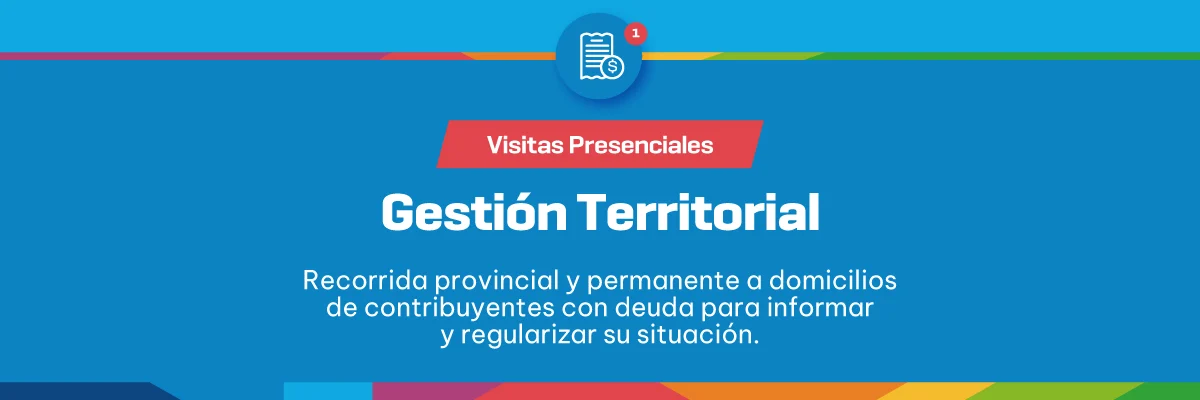 1
$
Visitas Presenciales
Gestión Territorial
Recorrida provincial y permanente a domicilios
de contribuyentes con deuda para informar
y regularizar su situación.